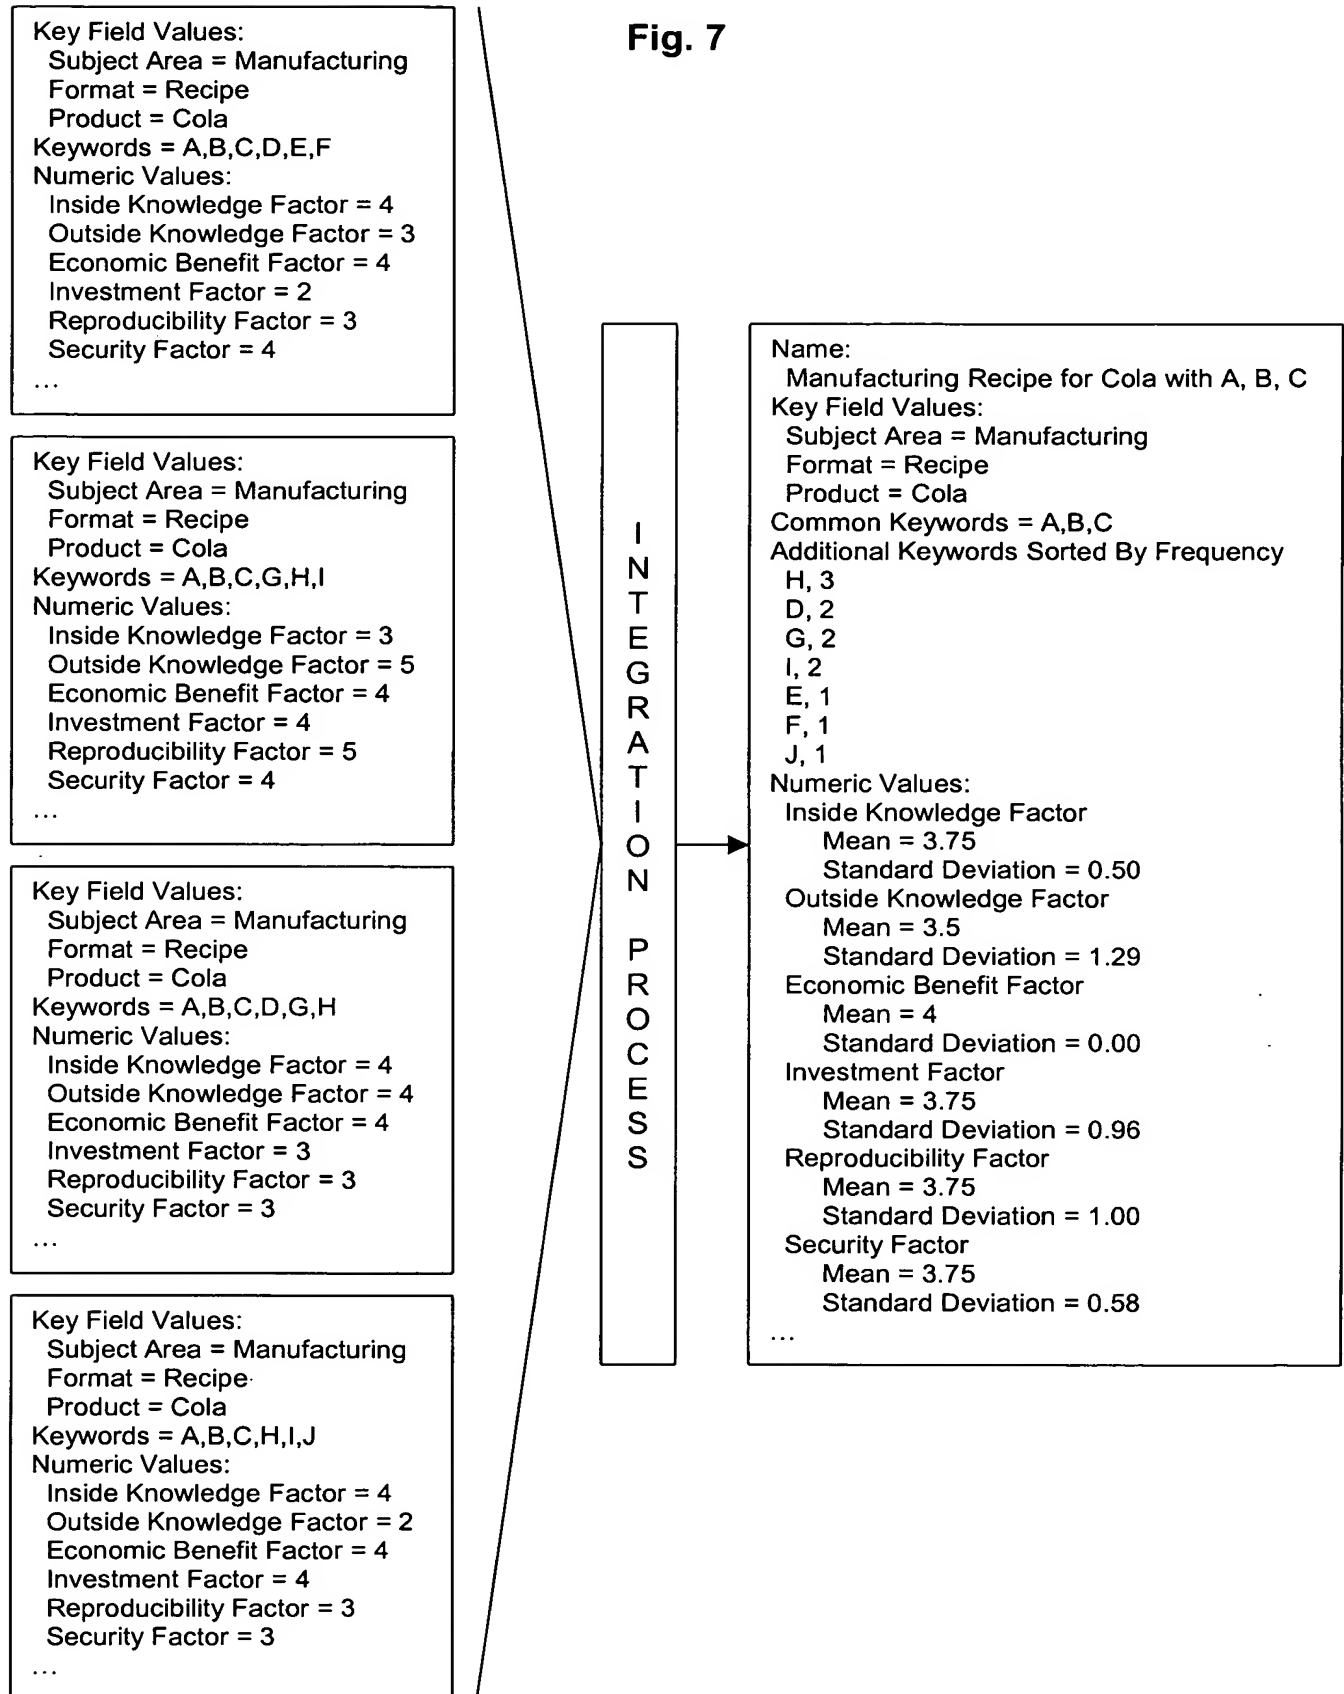 Fig. 7
Key Field Values:
Subject Area = Manufacturing
Format = Recipe
Product = Cola
Keywords = A,B,C,D,E,F
Numeric Values:
Inside Knowledge Factor = 4
Outside Knowledge Factor = 3
Economic Benefit Factor = 4
Investment Factor = 2
Reproducibility Factor = 3
Security Factor = 4
...
Key Field Values:
Subject Area = Manufacturing
Format = Recipe
Product = Cola
Keywords = A,B,C,G,H,I
Numeric Values:
Inside Knowledge Factor = 3
Outside Knowledge Factor = 5
Economic Benefit Factor = 4
Investment Factor = 4
Reproducibility Factor = 5
Security Factor = 4
...
Key Field Values:
Subject Area = Manufacturing
Format = Recipe
Product = Cola
Keywords = A,B,C,D,G,H
Numeric Values:
Inside Knowledge Factor = 4
Outside Knowledge Factor = 4
Economic Benefit Factor = 4
Investment Factor = 3
Reproducibility Factor = 3
Security Factor = 3
...
Key Field Values:
Subject Area = Manufacturing
Format = Recipe
Product = Cola
Keywords = A,B,C,H,I,J
Numeric Values:
Inside Knowledge Factor = 4
Outside Knowledge Factor = 2
Economic Benefit Factor = 4
Investment Factor = 4
Reproducibility Factor = 3
Security Factor = 3
...
INTEGRATION PROCESS
Name:
Manufacturing Recipe for Cola with A, B, C
Key Field Values:
Subject Area = Manufacturing
Format = Recipe
Product = Cola
Common Keywords = A,B,C
Additional Keywords Sorted By Frequency
H, 3
D, 2
G, 2
I, 2
E, 1
F, 1
J, 1
Numeric Values:
Inside Knowledge Factor
Mean = 3.75
Standard Deviation = 0.50
Outside Knowledge Factor
Mean = 3.5
Standard Deviation = 1.29
Economic Benefit Factor
Mean = 4
Standard Deviation = 0.00
Investment Factor
Mean = 3.75
Standard Deviation = 0.96
Reproducibility Factor
Mean = 3.75
Standard Deviation = 1.00
Security Factor
Mean = 3.75
Standard Deviation = 0.58
...